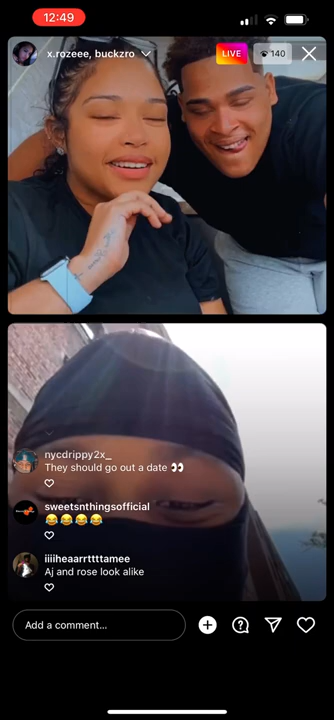 12:49
x.rozeee, buckzro
LIVE
140
nycdrippy2x_
They should go out a date 👀
sweetsnthingsofficial
😂😂😂😂
iiiiheaarrttttamee
Aj and rose look alike
Add a comment...